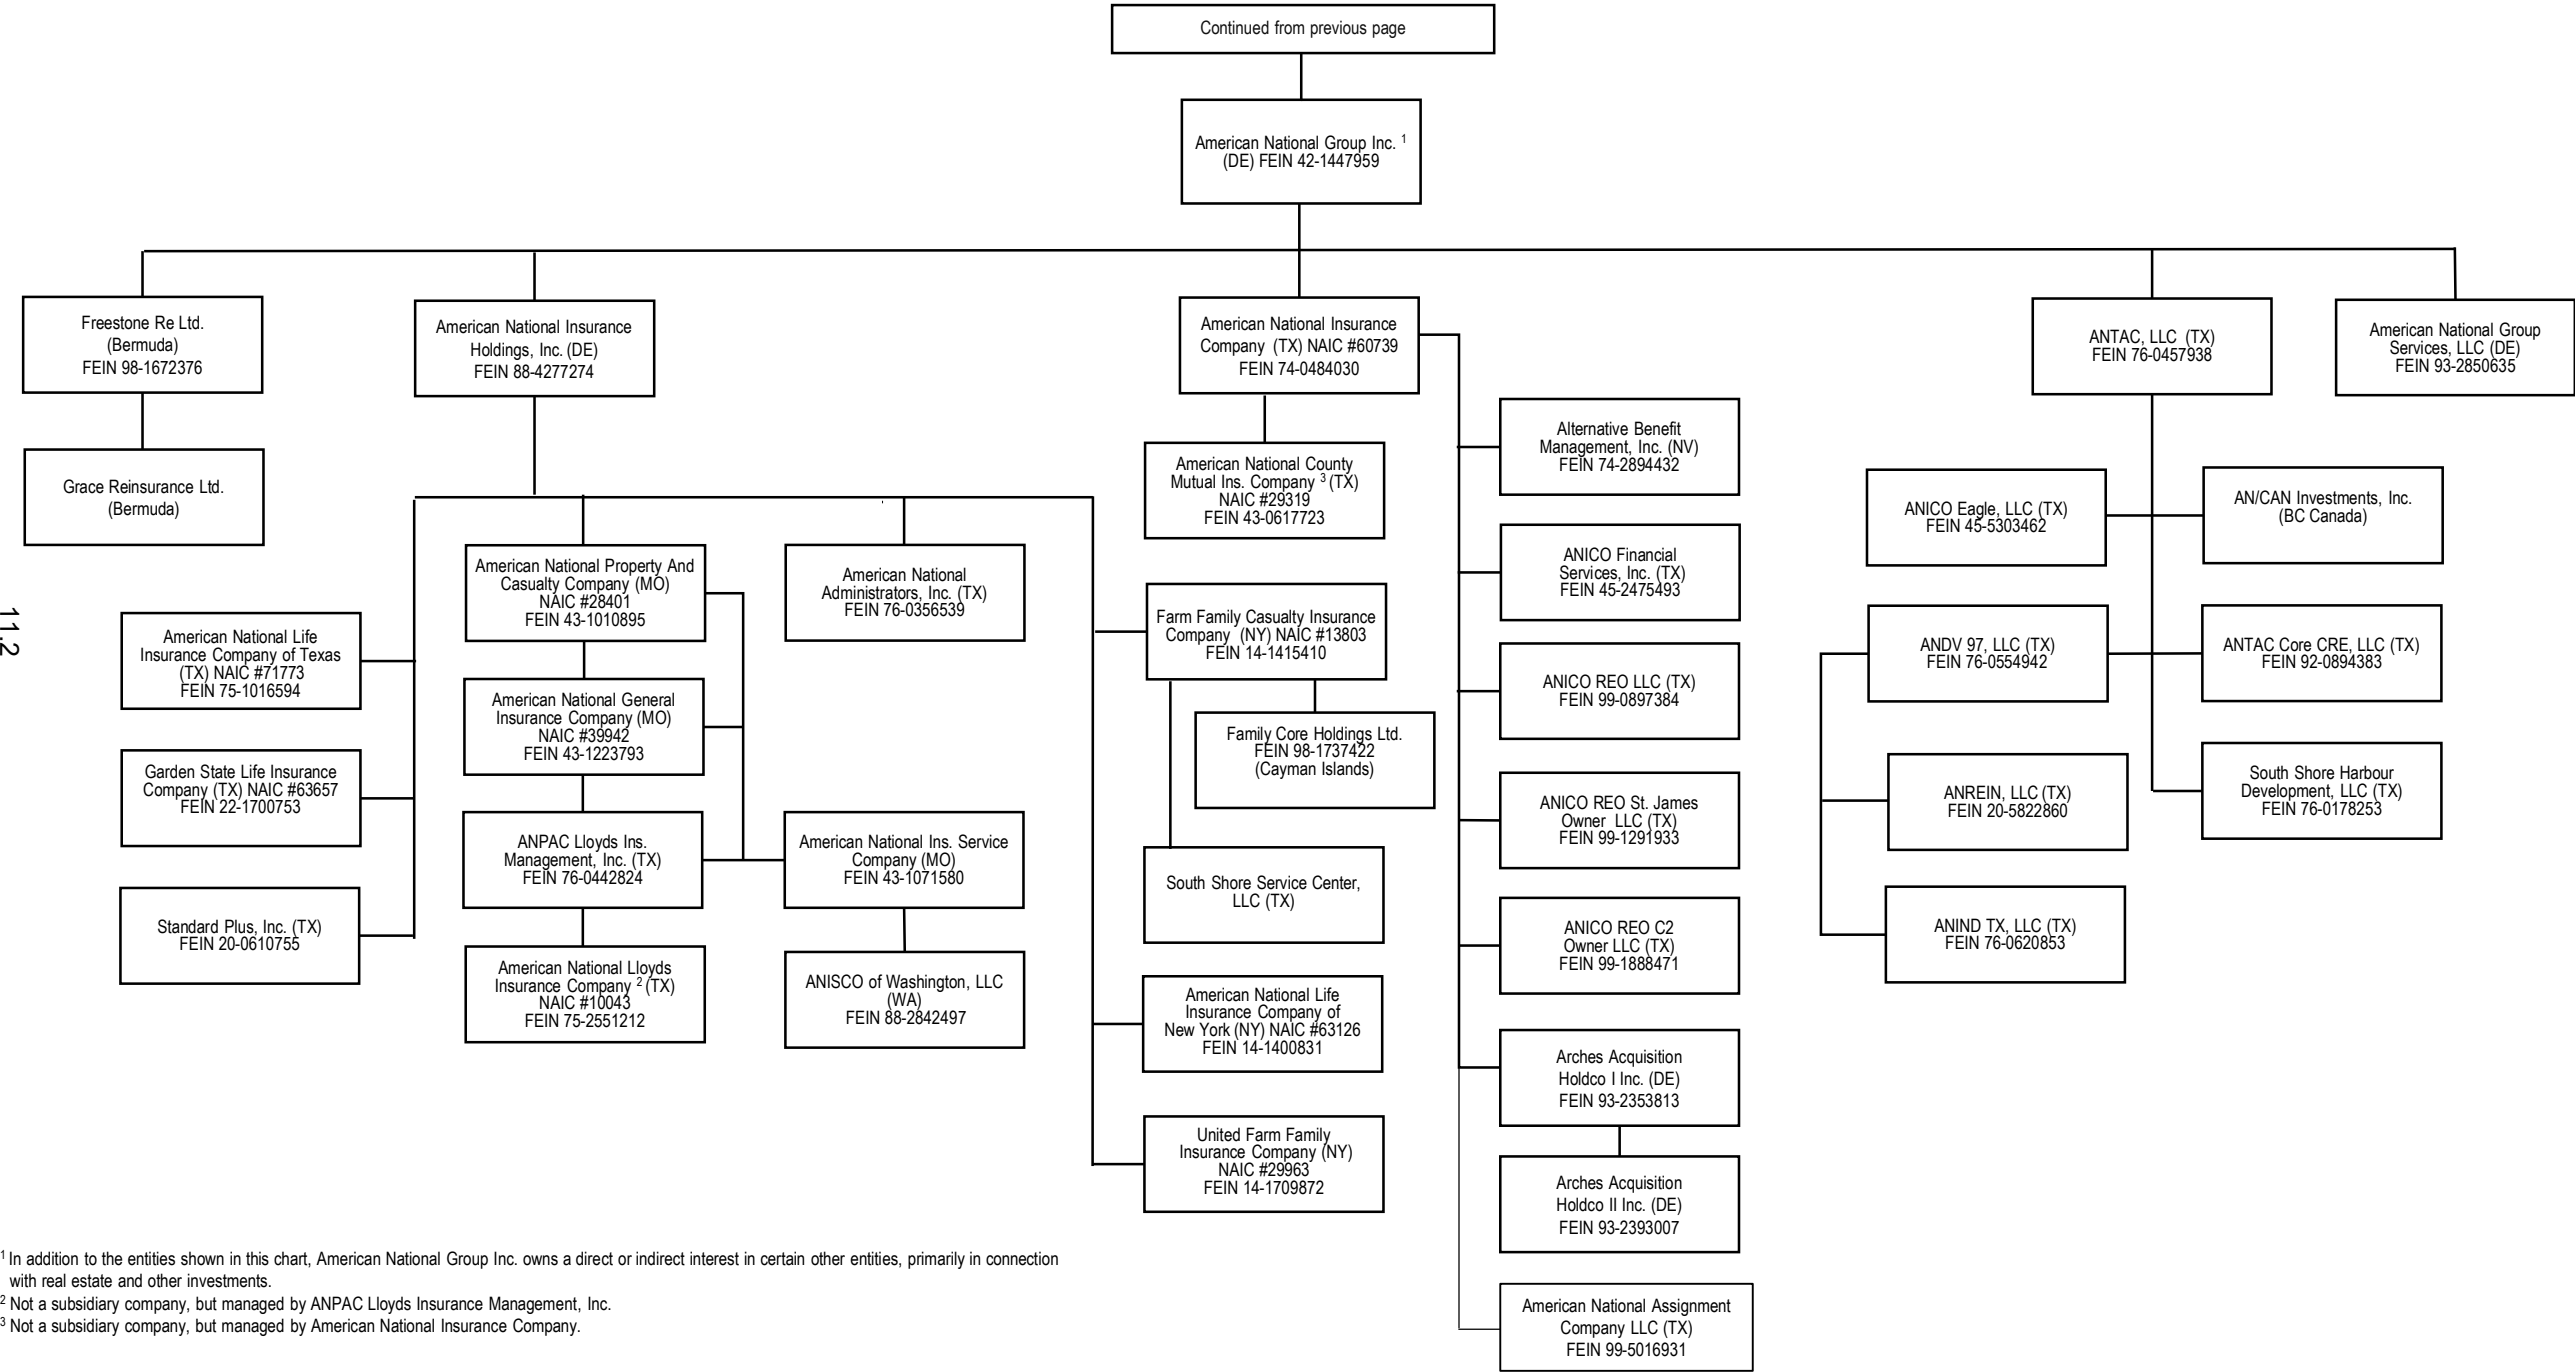 Continued from previous page
American National Group Inc. 1
(DE) FEIN 42-1447959
Freestone Re Ltd.
(Bermuda)
FEIN 98-1672376
American National Insurance
Holdings, Inc. (DE)
FEIN 88-4277274
American National Insurance
Company (TX) NAIC #60739
FEIN 74-0484030
ANTAC, LLC (TX)
FEIN 76-0457938
American National Group
Services, LLC (DE)
FEIN 93-2850635
Grace Reinsurance Ltd.
(Bermuda)
American National County
Mutual Ins. Company 3 (TX)
NAIC #29319
FEIN 43-0617723
Alternative Benefit
Management, Inc. (NV)
FEIN 74-2894432
ANICO Eagle, LLC (TX)
FEIN 45-5303462
AN/CAN Investments, Inc.
(BC Canada)
American National Property And
Casualty Company (MO)
NAIC #28401
FEIN 43-1010895
American National
Administrators, Inc. (TX)
FEIN 76-0356539
ANICO Financial
Services, Inc. (TX)
FEIN 45-2475493
11.2
American National Life
Insurance Company of Texas
(TX) NAIC #71773
FEIN 75-1016594
Farm Family Casualty Insurance
Company (NY) NAIC #13803
FEIN 14-1415410
ANDV 97, LLC (TX)
FEIN 76-0554942
ANTAC Core CRE, LLC (TX)
FEIN 92-0894383
American National General
Insurance Company (MO)
NAIC #39942
FEIN 43-1223793
ANICO REO LLC (TX)
FEIN 99-0897384
Family Core Holdings Ltd.
FEIN 98-1737422
(Cayman Islands)
Garden State Life Insurance
Company (TX) NAIC #63657
FEIN 22-1700753
ANREIN, LLC (TX)
FEIN 20-5822860
South Shore Harbour
Development, LLC (TX)
FEIN 76-0178253
ANPAC Lloyds Ins.
Management, Inc. (TX)
FEIN 76-0442824
American National Ins. Service
Company (MO)
FEIN 43-1071580
ANICO REO St. James
Owner LLC (TX)
FEIN 99-1291933
South Shore Service Center,
LLC (TX)
Standard Plus, Inc. (TX)
FEIN 20-0610755
ANICO REO C2
Owner LLC (TX)
FEIN 99-1888471
ANIND TX, LLC (TX)
FEIN 76-0620853
American National Lloyds
Insurance Company 2 (TX)
NAIC #10043
FEIN 75-2551212
ANISCO of Washington, LLC
(WA)
FEIN 88-2842497
American National Life
Insurance Company of
New York (NY) NAIC #63126
FEIN 14-1400831
Arches Acquisition
Holdco I Inc. (DE)
FEIN 93-2353813
United Farm Family
Insurance Company (NY)
NAIC #29963
FEIN 14-1709872
Arches Acquisition
Holdco II Inc. (DE)
FEIN 93-2393007
American National Assignment
Company LLC (TX)
FEIN 99-5016931
1 In addition to the entities shown in this chart, American National Group Inc. owns a direct or indirect interest in certain other entities, primarily in connection
with real estate and other investments.
2 Not a subsidiary company, but managed by ANPAC Lloyds Insurance Management, Inc.
3 Not a subsidiary company, but managed by American National Insurance Company.